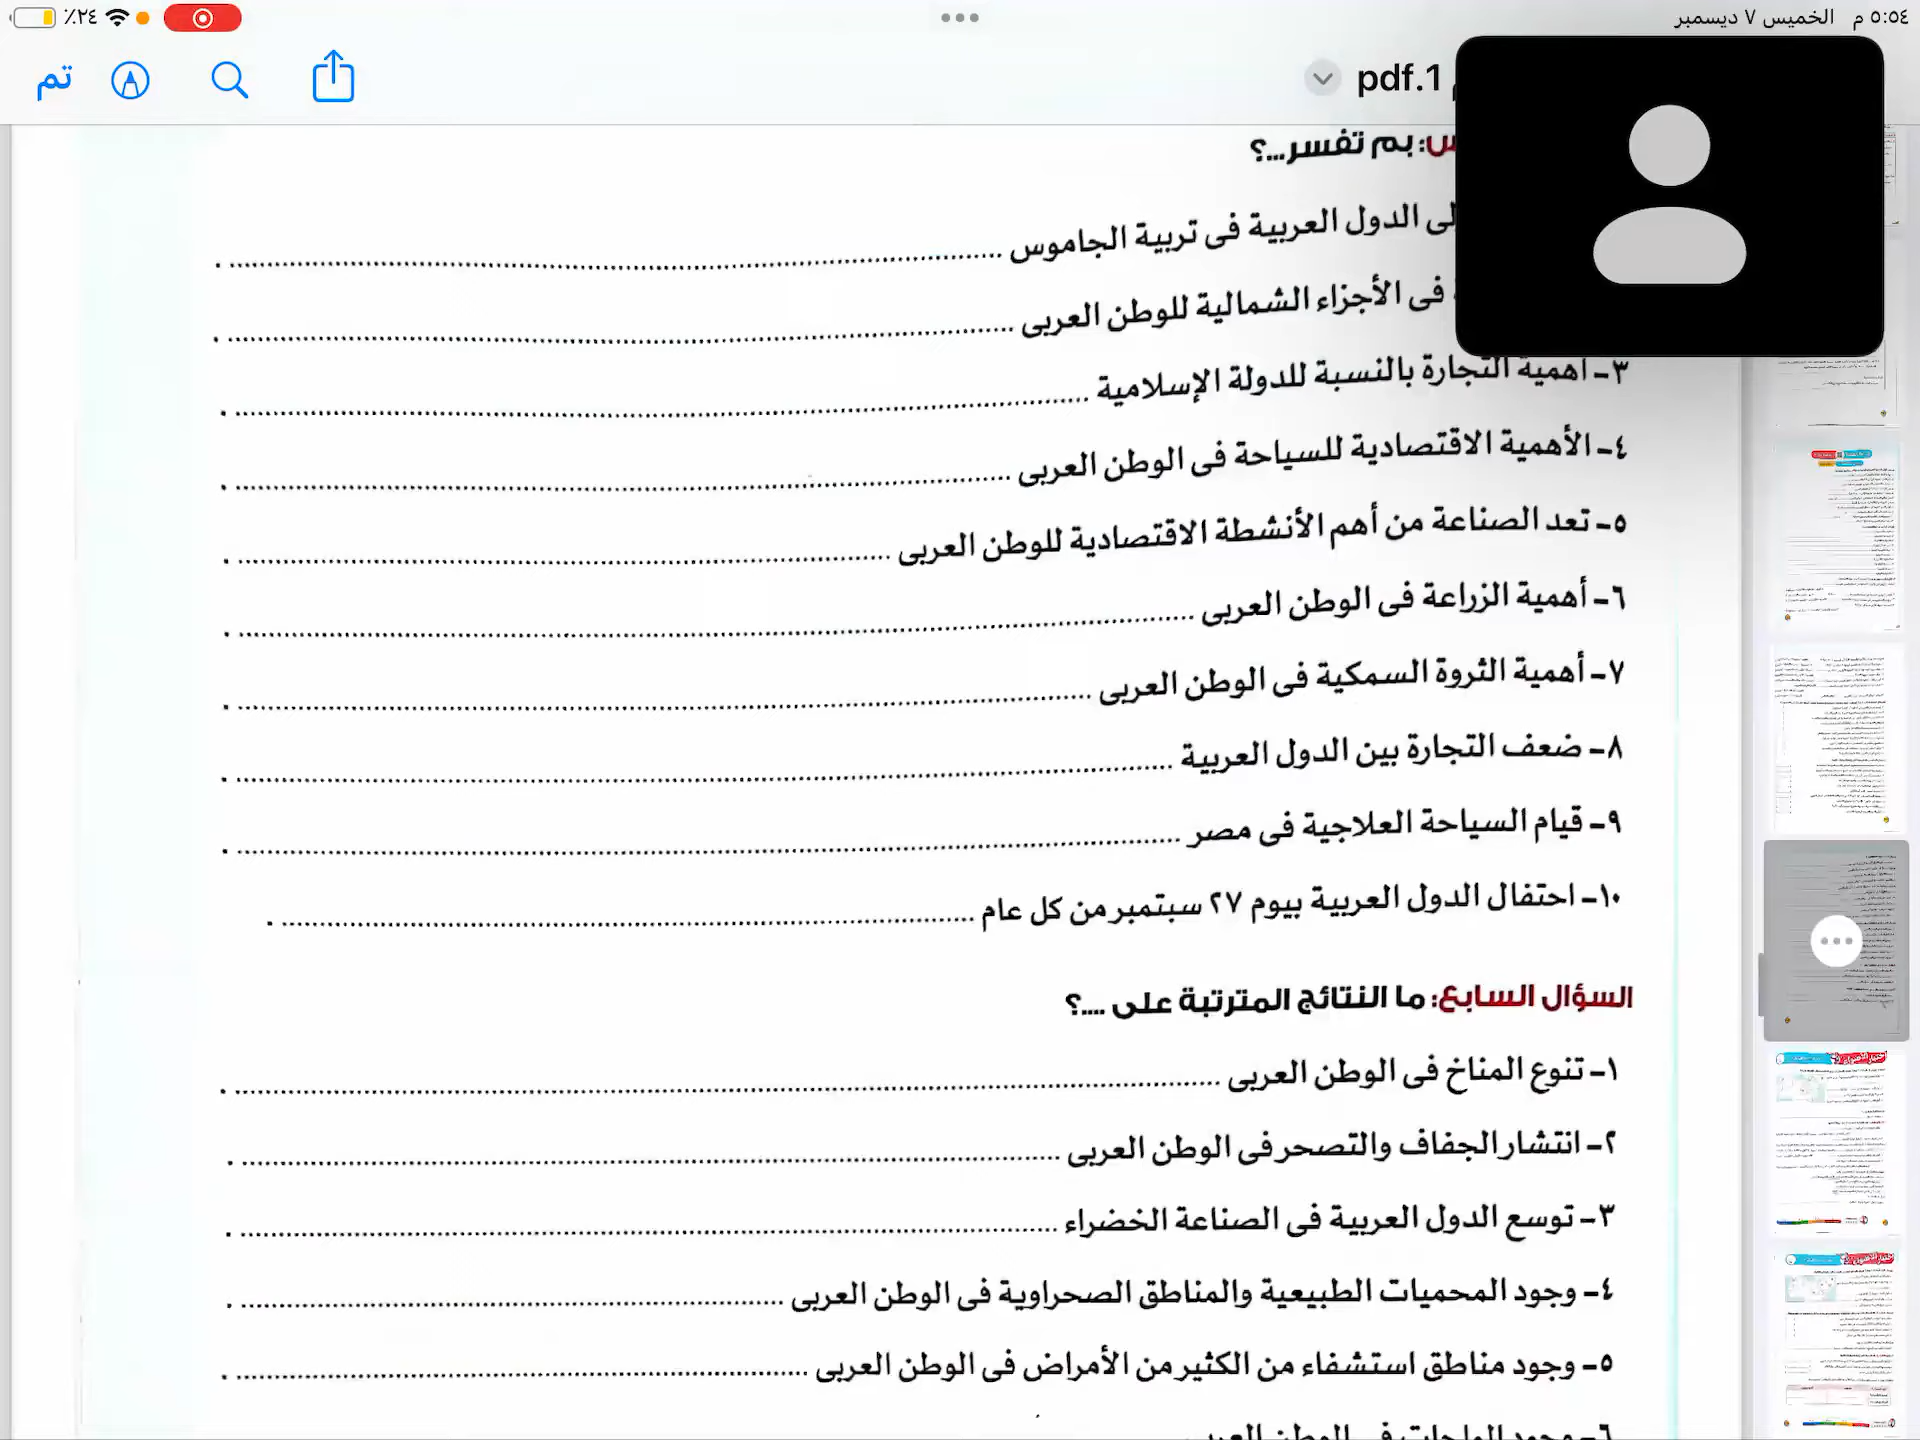 ٥:٥٤ م الخميس ٧ ديسمبر
٪٢٤
تم
pdf.1
بم تفسر...؟
الدول العربية فى تربية الجاموس
فى الأجزاء الشمالية للوطن العربى
٣- أهمية التجارة بالنسبة للدولة الإسلامية
٤- الأهمية الاقتصادية للسياحة فى الوطن العربى
٥- تعد الصناعة من أهم الأنشطة الاقتصادية للوطن العربى
٦- أهمية الزراعة فى الوطن العربى
٧- أهمية الثروة السمكية فى الوطن العربى
٨- ضعف التجارة بين الدول العربية
٩- قيام السياحة العلاجية فى مصر
١٠- احتفال الدول العربية بيوم ٢٧ سبتمبر من كل عام
السؤال السابع: ما النتائج المترتبة على ....؟
١- تنوع المناخ فى الوطن العربى
٢- انتشار الجفاف والتصحر فى الوطن العربى
٣- توسع الدول العربية فى الصناعة الخضراء
٤- وجود المحميات الطبيعية والمناطق الصحراوية فى الوطن العربى
٥- وجود مناطق استشفاء من الكثير من الأمراض فى الوطن العربى
٦- وجود الواحات فى الوطن العربى